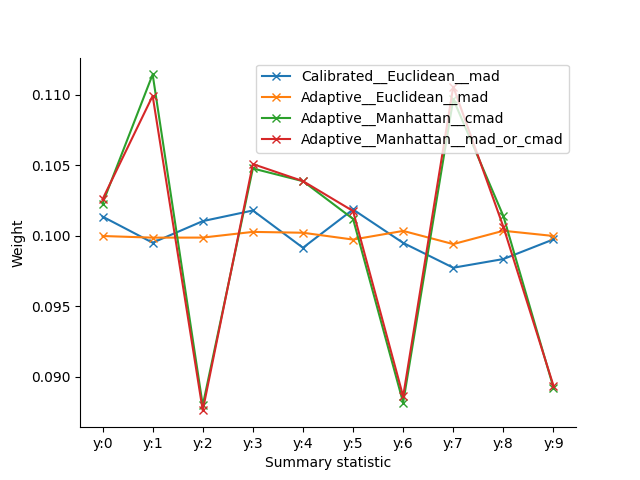 Calibrated__Euclidean__mad
Adaptive__Euclidean__mad
Adaptive__Manhattan__cmad
Adaptive__Manhattan__mad_or_cmad
0.110
0.105
0.100
0.095
0.090
Weight
y:0 y:1 y:2 y:3 y:4 y:5 y:6 y:7 y:8 y:9
Summary statistic